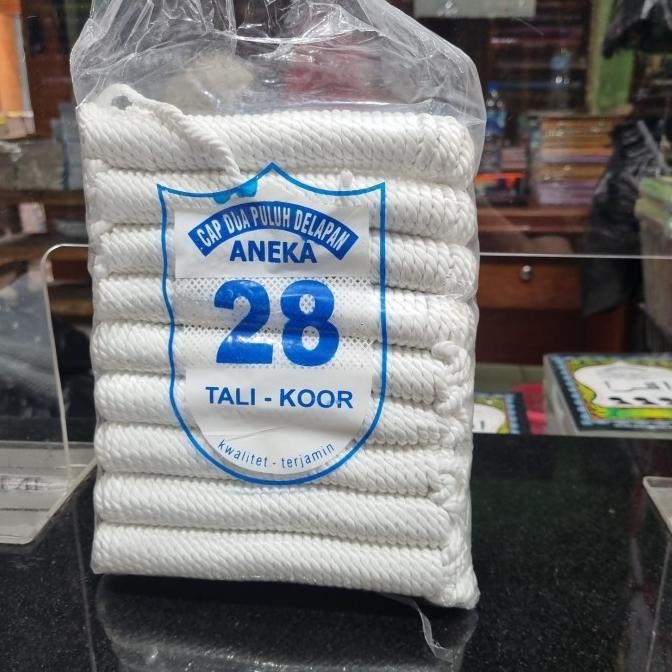 CAP DUA PULUH DELAPAN
ANEKA
28
TALI - KOOR
kwalitet - terjamin